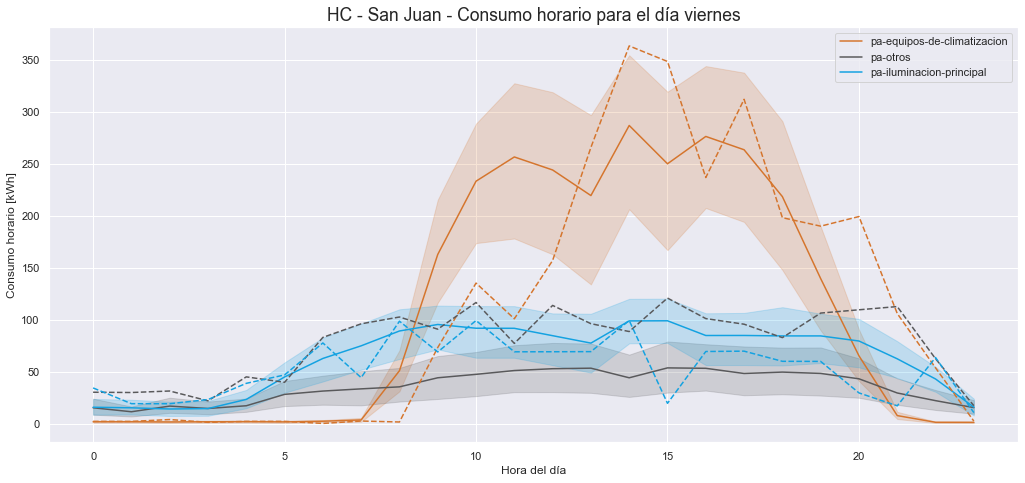 HC - San Juan - Consumo horario para el día viernes
pa-equipos-de-climatizacion
pa-otros
pa-iluminacion-principal
Consumo horario [kWh]
350
300
250
200
150
100
50
0
0 5 10 15 20
Hora del día